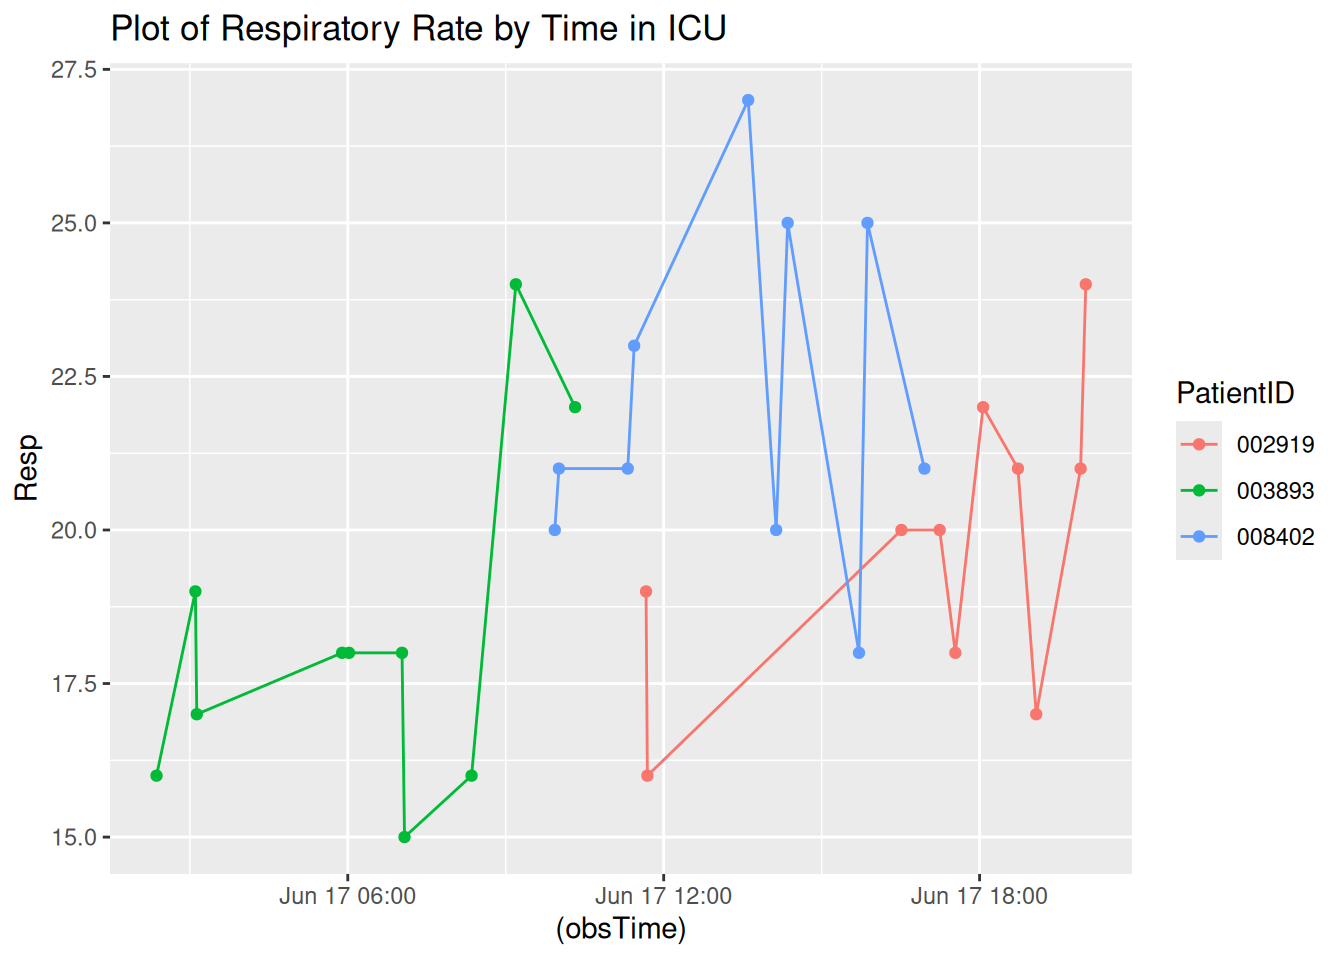 Plot of Respiratory Rate by Time in ICU
27.5
25.0
22.5
20.0
17.5
15.0
Resp
Jun 17 06:00
Jun 17 12:00
Jun 17 18:00
(obsTime)
PatientID
002919
003893
008402